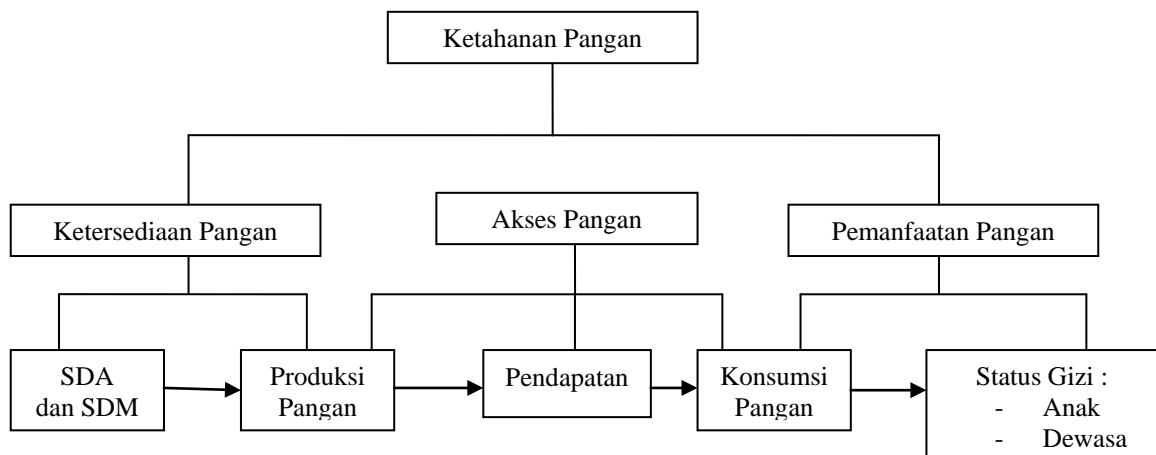 Ketahanan Pangan
Ketersediaan Pangan
Akses Pangan
Pemanfaatan Pangan
SDA
dan SDM
Produksi
Pangan
Pendapatan
Konsumsi
Pangan
Status Gizi :
- Anak
- Dewasa